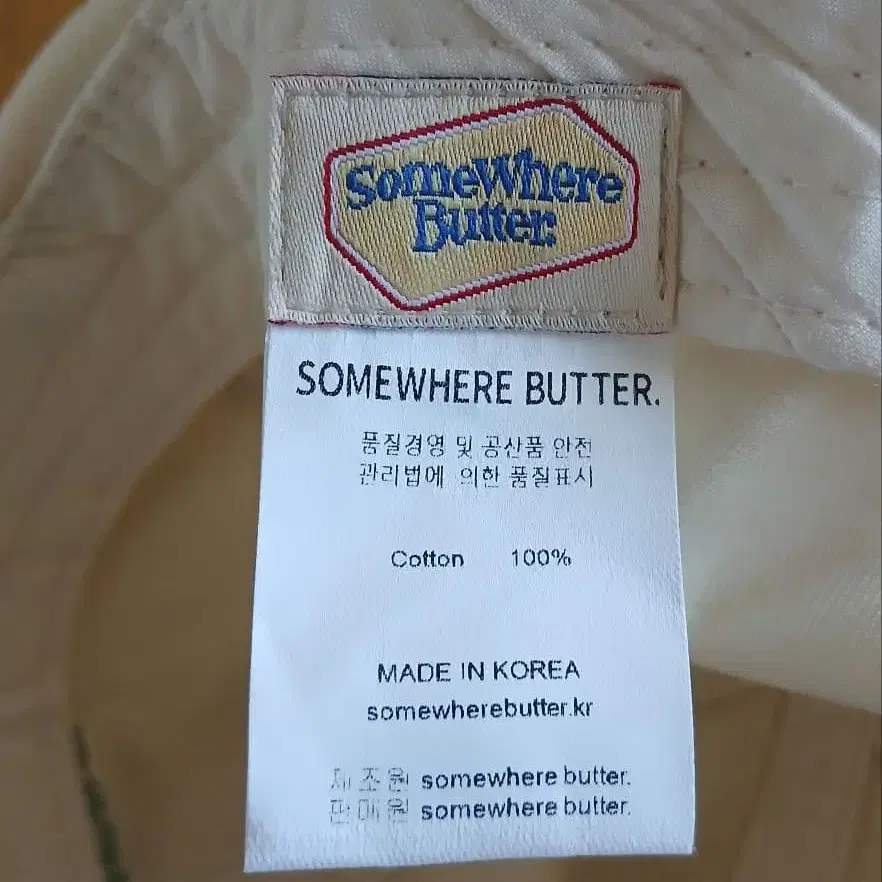 SomeWhere
Butter.
SOMEWHERE BUTTER.
품질경영 및 공산품 안전
관리법에 의한 품질표시
Cotton 100%
MADE IN KOREA
somewherebutter.kr
제조원 somewhere butter.
판매원 somewhere butter.